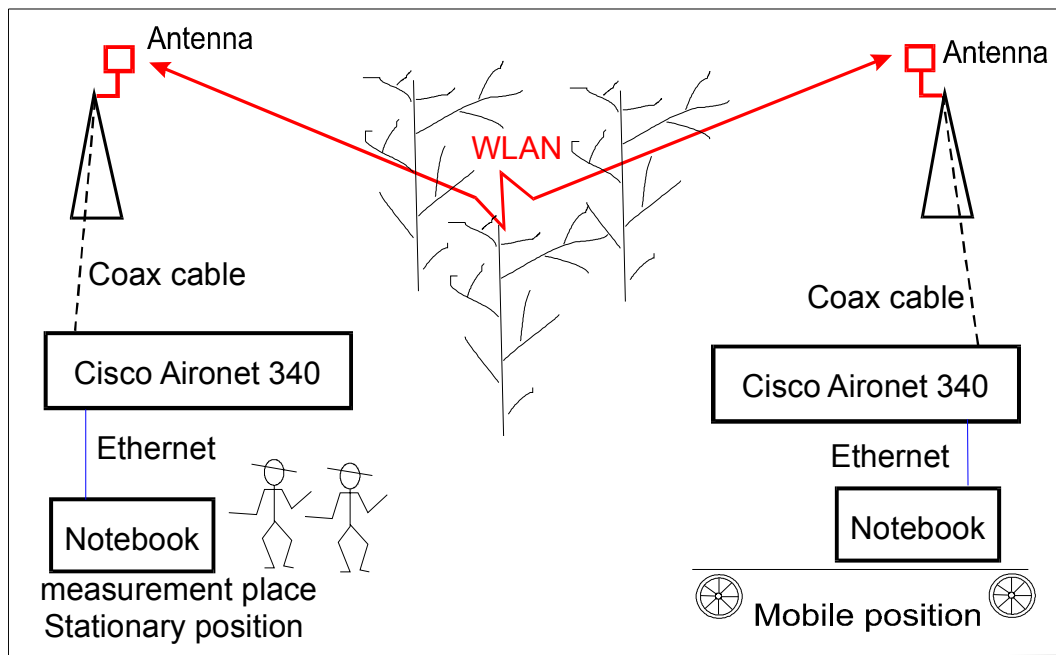 Antenna
Antenna
WLAN
Coax cable
Coax cable
Cisco Aironet 340
Cisco Aironet 340
Ethernet
Ethernet
Notebook
Notebook
measurement place
Stationary position
Mobile position